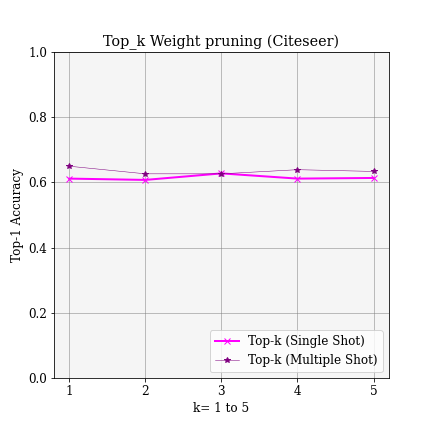 Top_k Weight pruning (Citeseer)
1.0
0.8
0.6
0.4
0.2
0.0
Top-1 Accuracy
Top-k (Single Shot)
Top-k (Multiple Shot)
1 2 3 4 5
k= 1 to 5